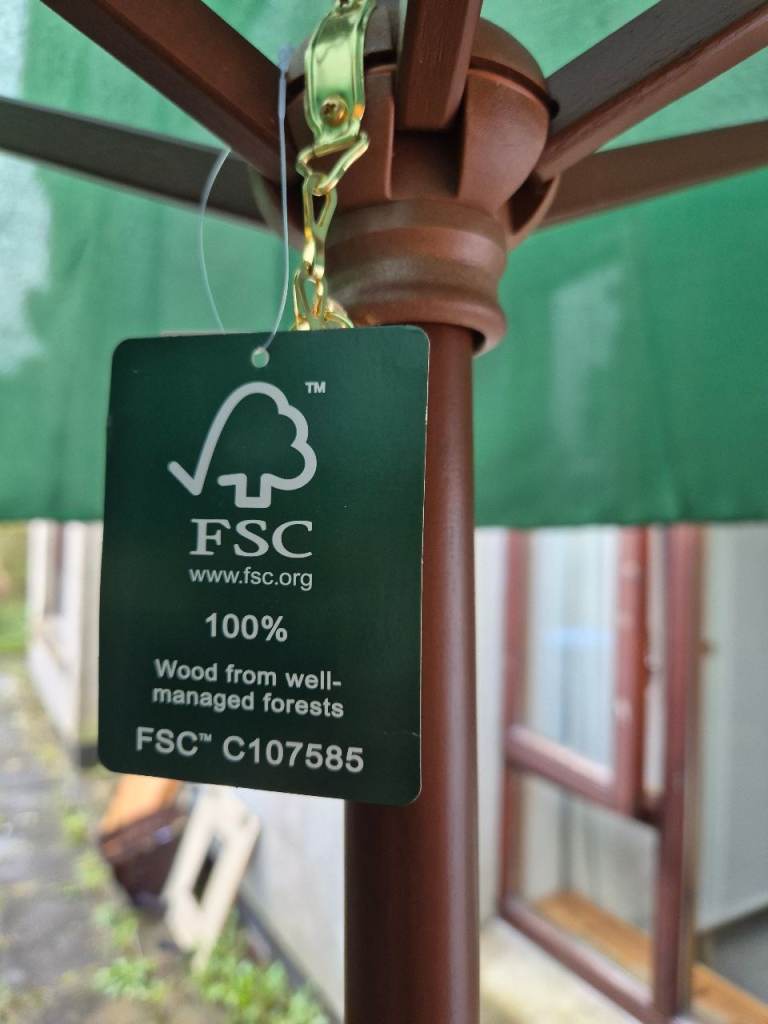 TM
FSC
www.fsc.org
100%
Wood from well-
managed forests
FSC™ C107585